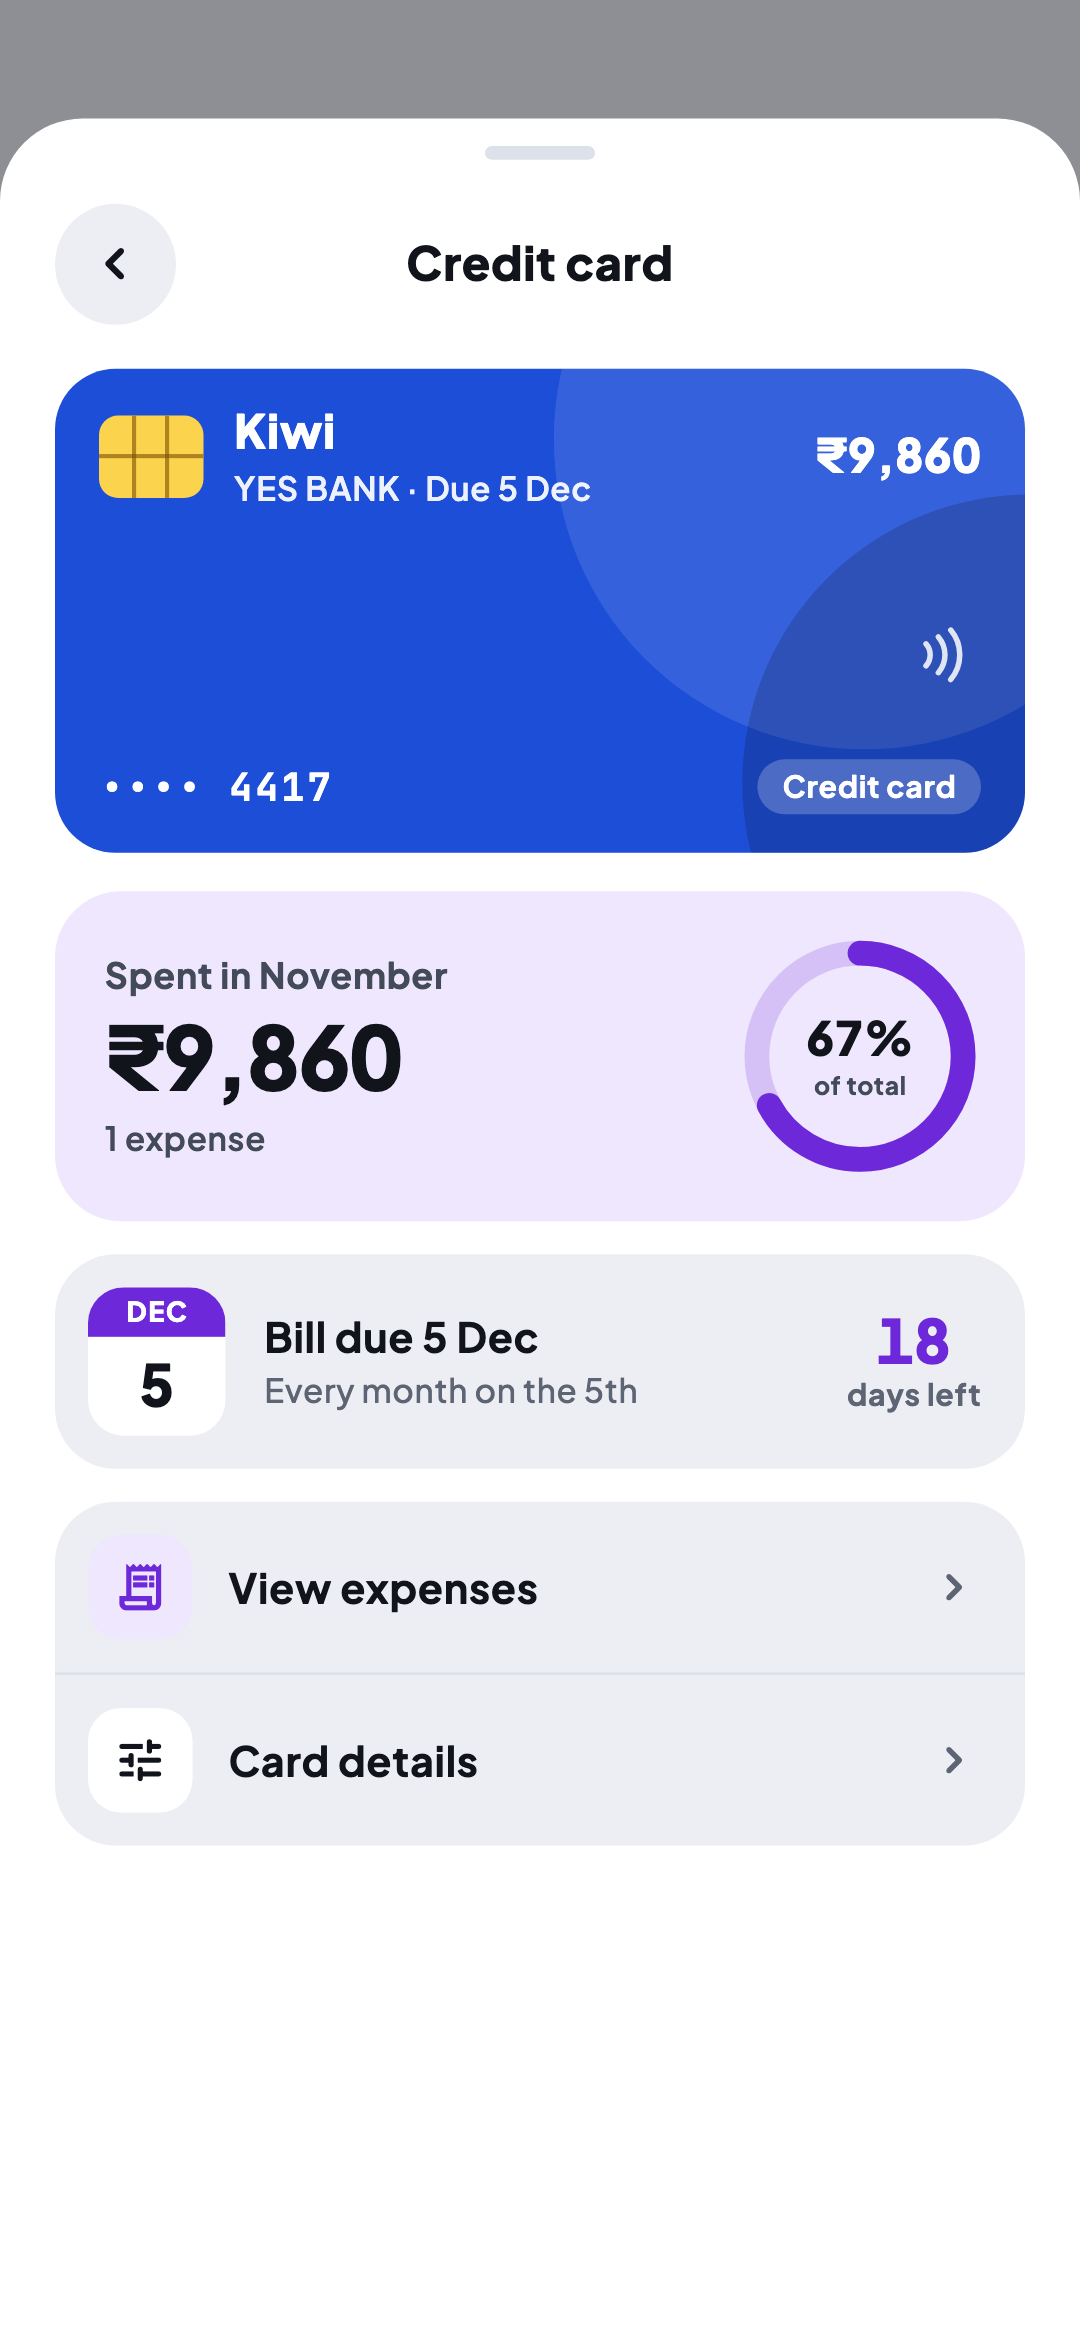 Credit card
Kiwi
YES BANK · Due 5 Dec
₹9,860
•••• 4417
Credit card
Spent in November
₹9,860
1 expense
67%
of total
DEC
5
Bill due 5 Dec
Every month on the 5th
18
days left
View expenses
Card details